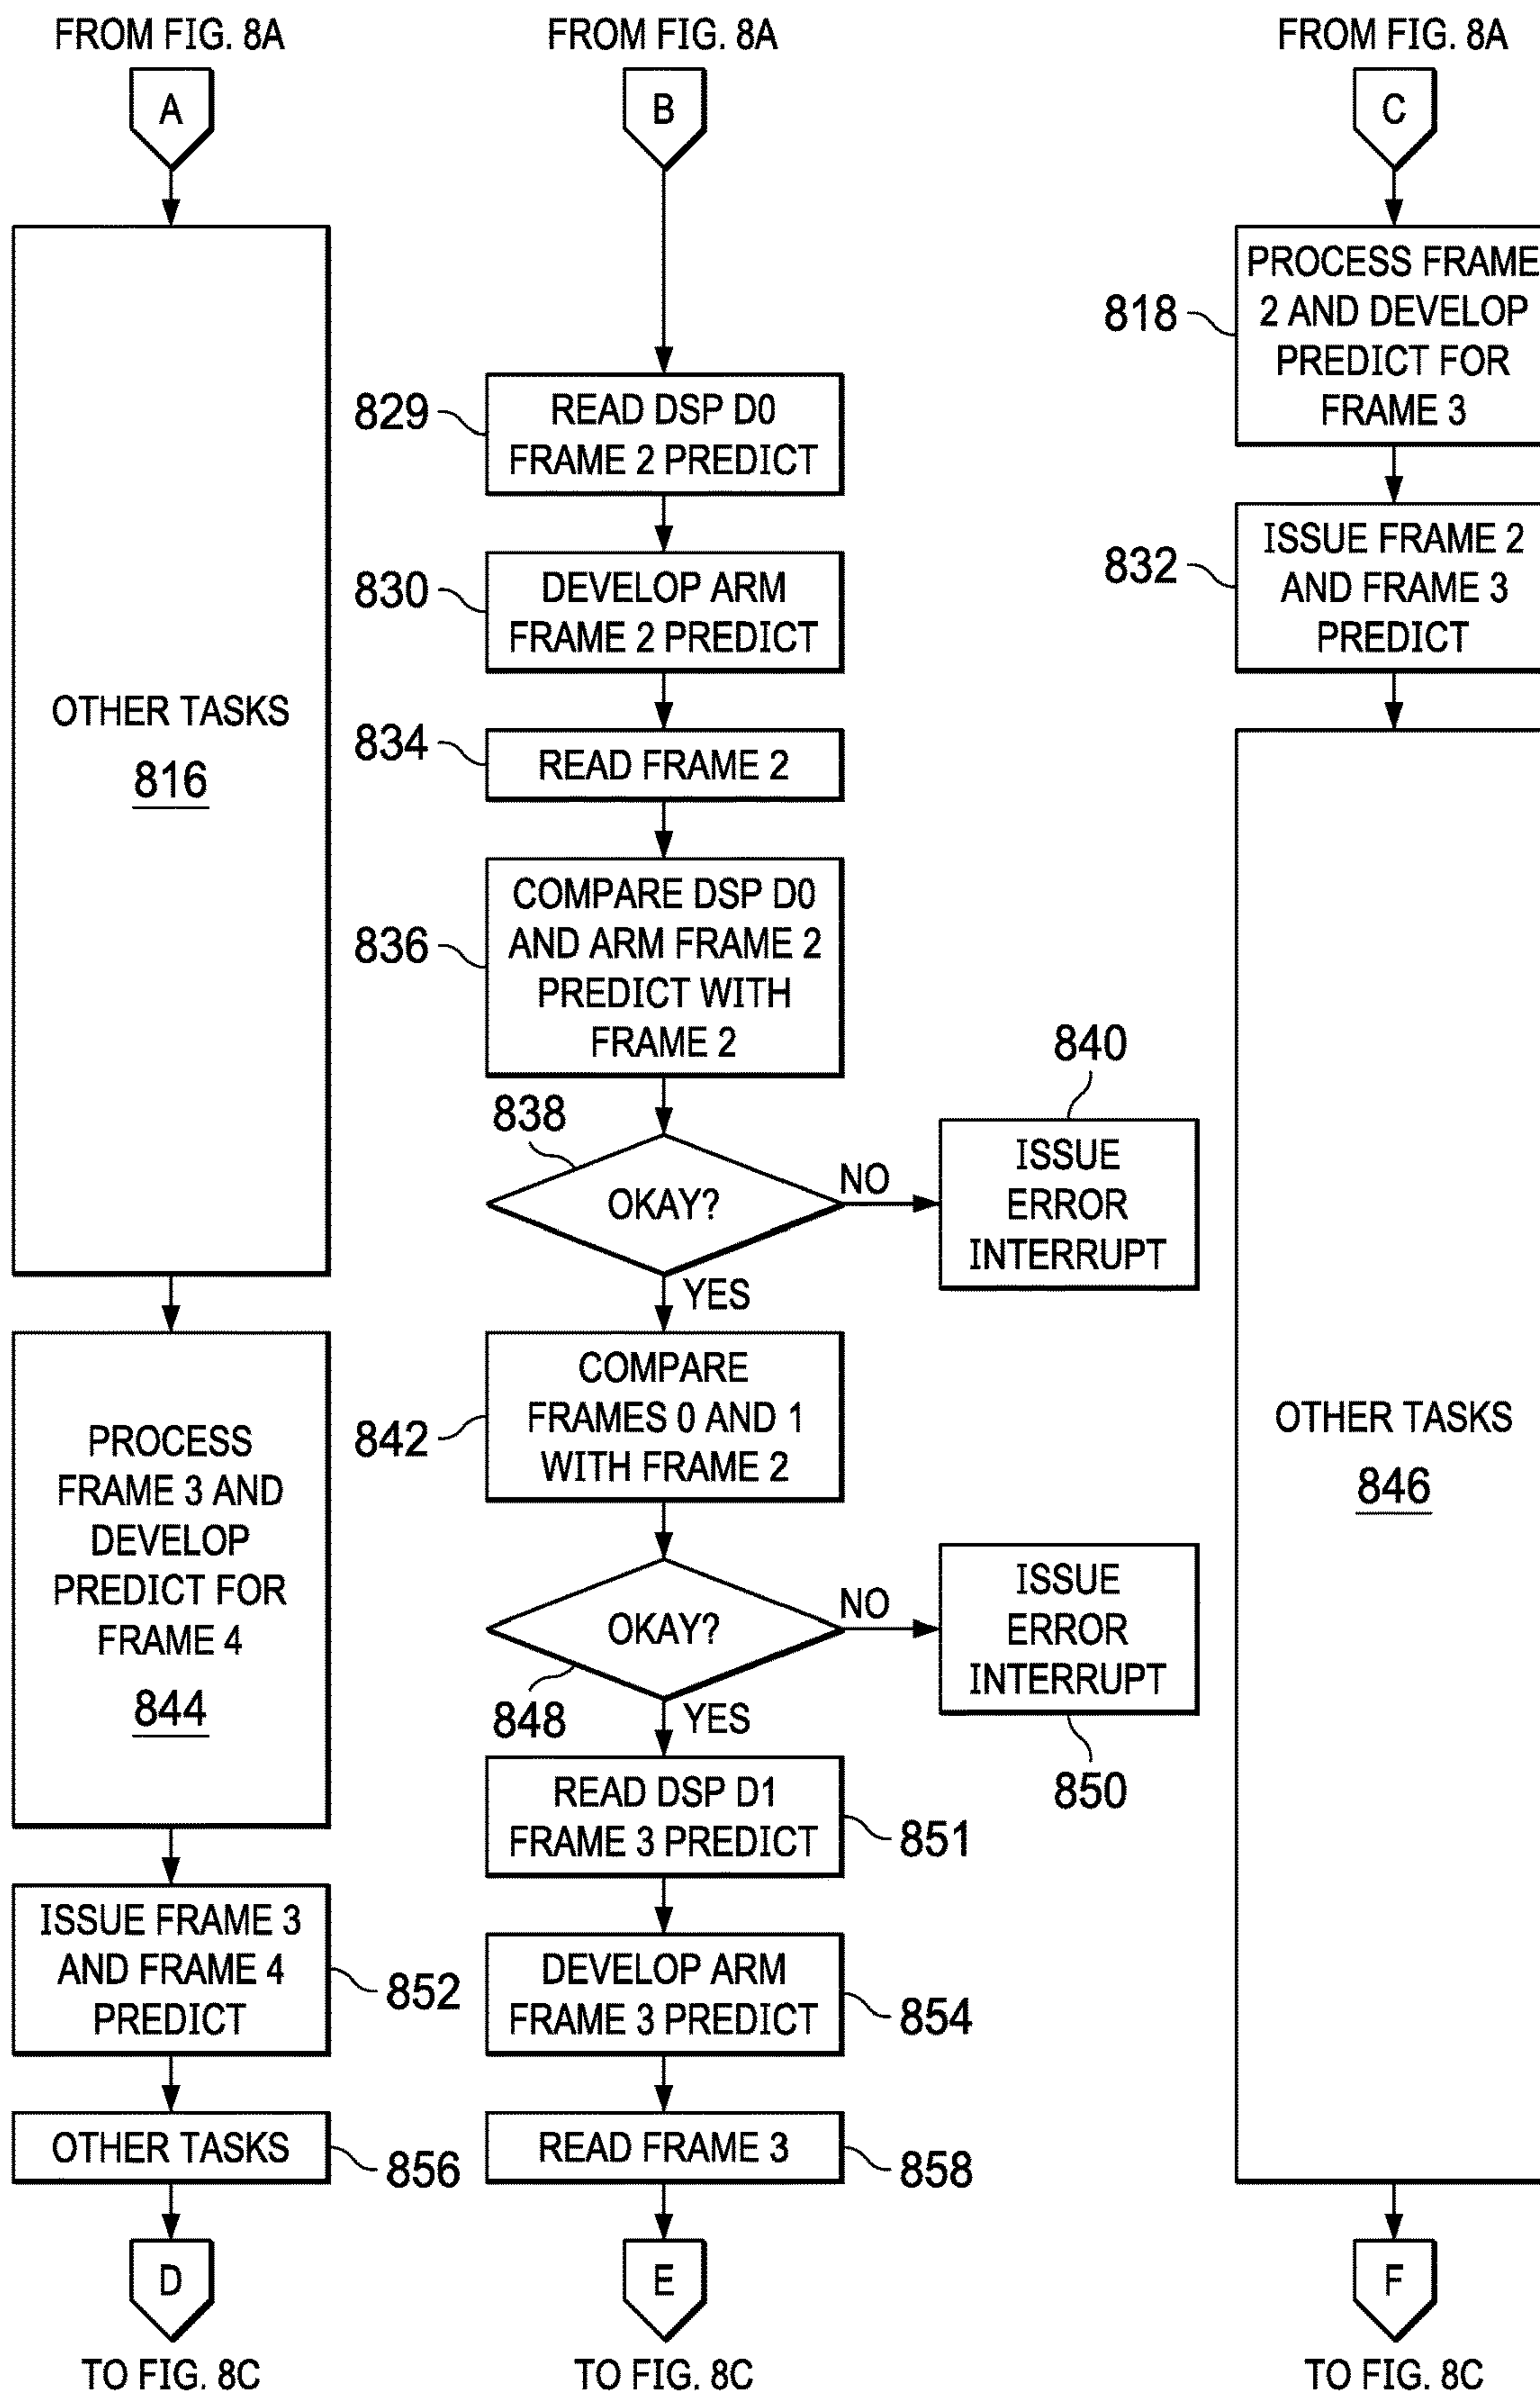 FROM FIG. 8A
A
OTHER TASKS
816
PROCESS
FRAME 3 AND
DEVELOP
PREDICT FOR
FRAME 4
844
ISSUE FRAME 3
AND FRAME 4
PREDICT
852
OTHER TASKS
856
D
TO FIG. 8C
FROM FIG. 8A
B
829
READ DSP D0
FRAME 2 PREDICT
830
DEVELOP ARM
FRAME 2 PREDICT
834
READ FRAME 2
836
COMPARE DSP D0
AND ARM FRAME 2
PREDICT WITH
FRAME 2
838
OKAY?
NO
840
ISSUE
ERROR
INTERRUPT
YES
842
COMPARE
FRAMES 0 AND 1
WITH FRAME 2
OKAY?
848
NO
ISSUE
ERROR
INTERRUPT
850
YES
READ DSP D1
FRAME 3 PREDICT
851
DEVELOP ARM
FRAME 3 PREDICT
854
READ FRAME 3
858
E
TO FIG. 8C
FROM FIG. 8A
C
818
PROCESS FRAME
2 AND DEVELOP
PREDICT FOR
FRAME 3
832
ISSUE FRAME 2
AND FRAME 3
PREDICT
OTHER TASKS
846
F
TO FIG. 8C